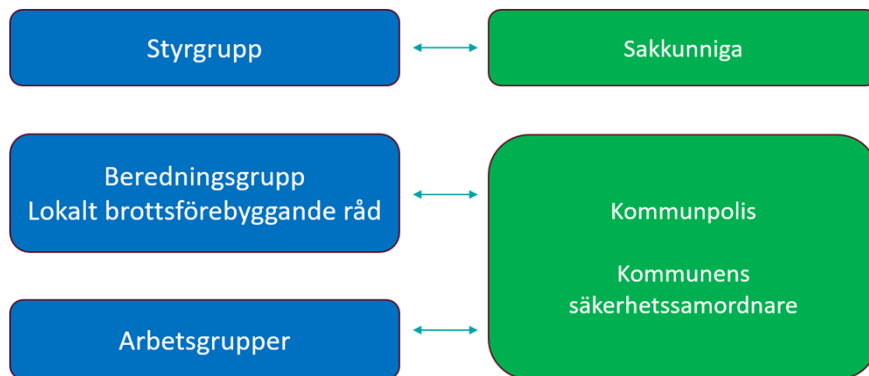 Styrgrupp
Sakkunniga
Beredningsgrupp
Lokalt brottsförebyggande råd
Kommunpolis
Kommunens
säkerhetssamordnare
Arbetsgrupper